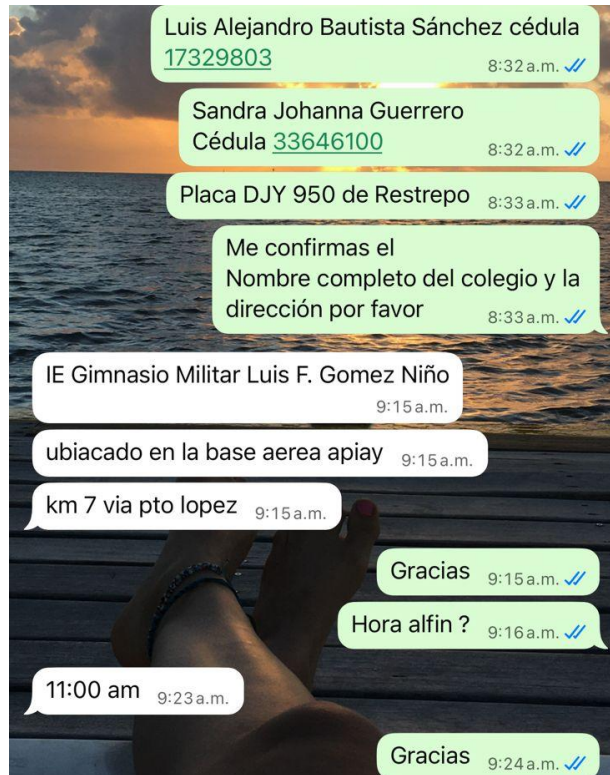 Luis Alejandro Bautista Sánchez cédula
17329803
8:32 a.m.
Sandra Johanna Guerrero
Cédula 33646100
8:32 a.m.
Placa DJY 950 de Restrepo
8:33 a.m.
Me confirmas el
Nombre completo del colegio y la
dirección por favor
8:33 a.m.
IE Gimnasio Militar Luis F. Gomez Niño
9:15 a.m.
ubiacado en la base aerea apiay
9:15 a.m.
km 7 via pto lopez
9:15 a.m.
Gracias
9:15 a.m.
Hora alfin ?
9:16 a.m.
11:00 am
9:23 a.m.
Gracias
9:24 a.m.